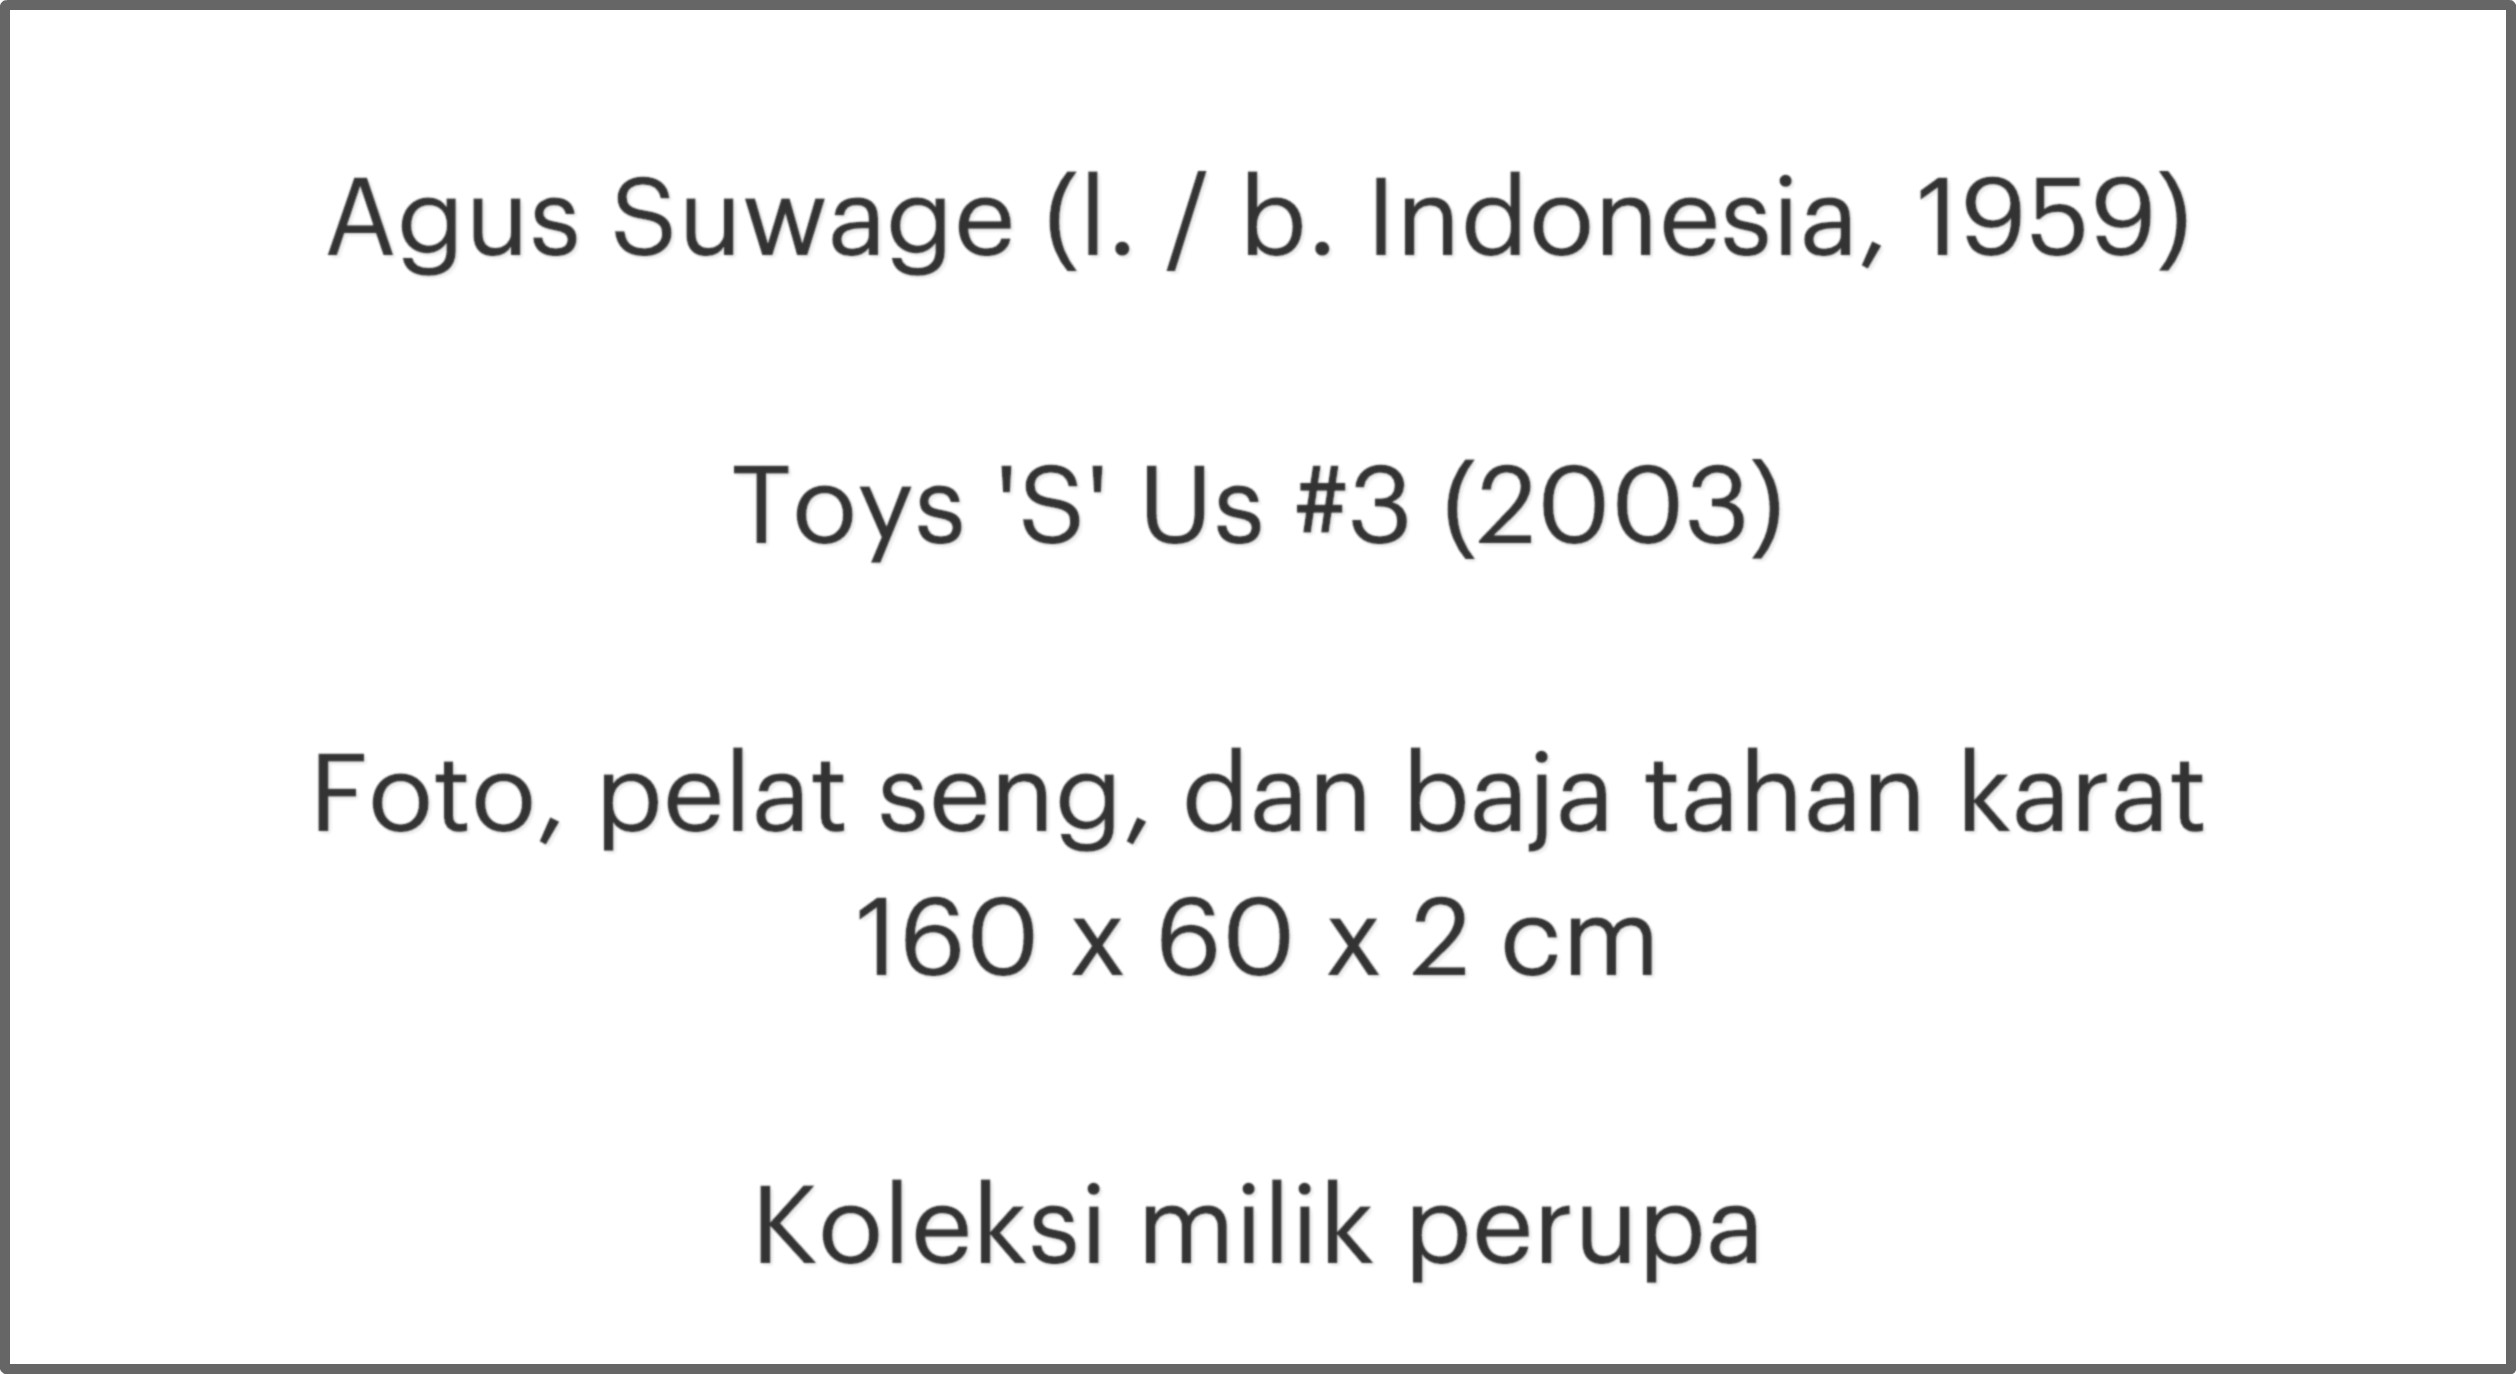 Agus Suwage (l. / b. Indonesia, 1959)
Toys 'S' Us #3 (2003)
Foto, pelat seng, dan baja tahan karat
160 x 60 x 2 cm
Koleksi milik perupa